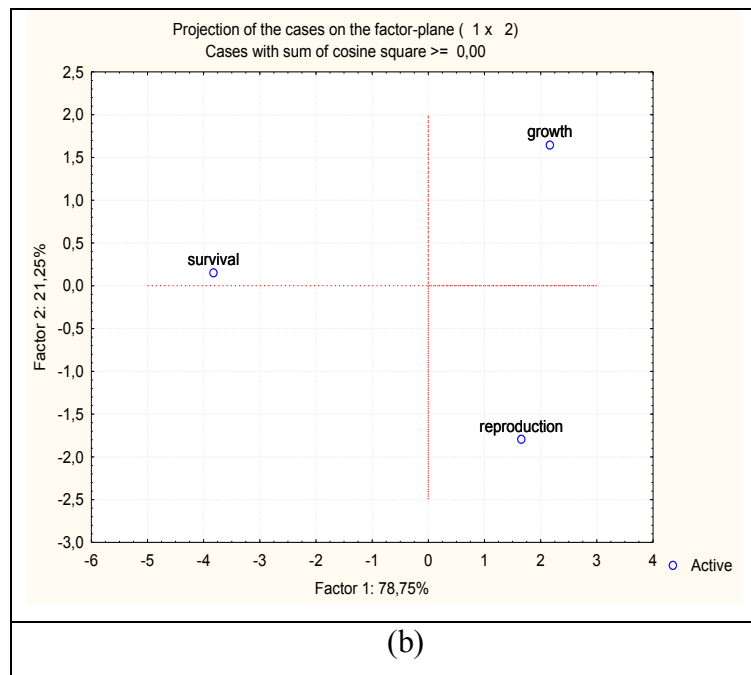 Projection of the cases on the factor-plane ( 1 x 2)
Cases with sum of cosine square >= 0,00
2,5
2,0
1,5
1,0
0,5
0,0
-0,5
-1,0
-1,5
-2,0
-2,5
-3,0
Factor 2: 21,25%
growth
survival
reproduction
-6 -5 -4 -3 -2 -1 0 1 2 3 4
Active
Factor 1: 78,75%
(b)